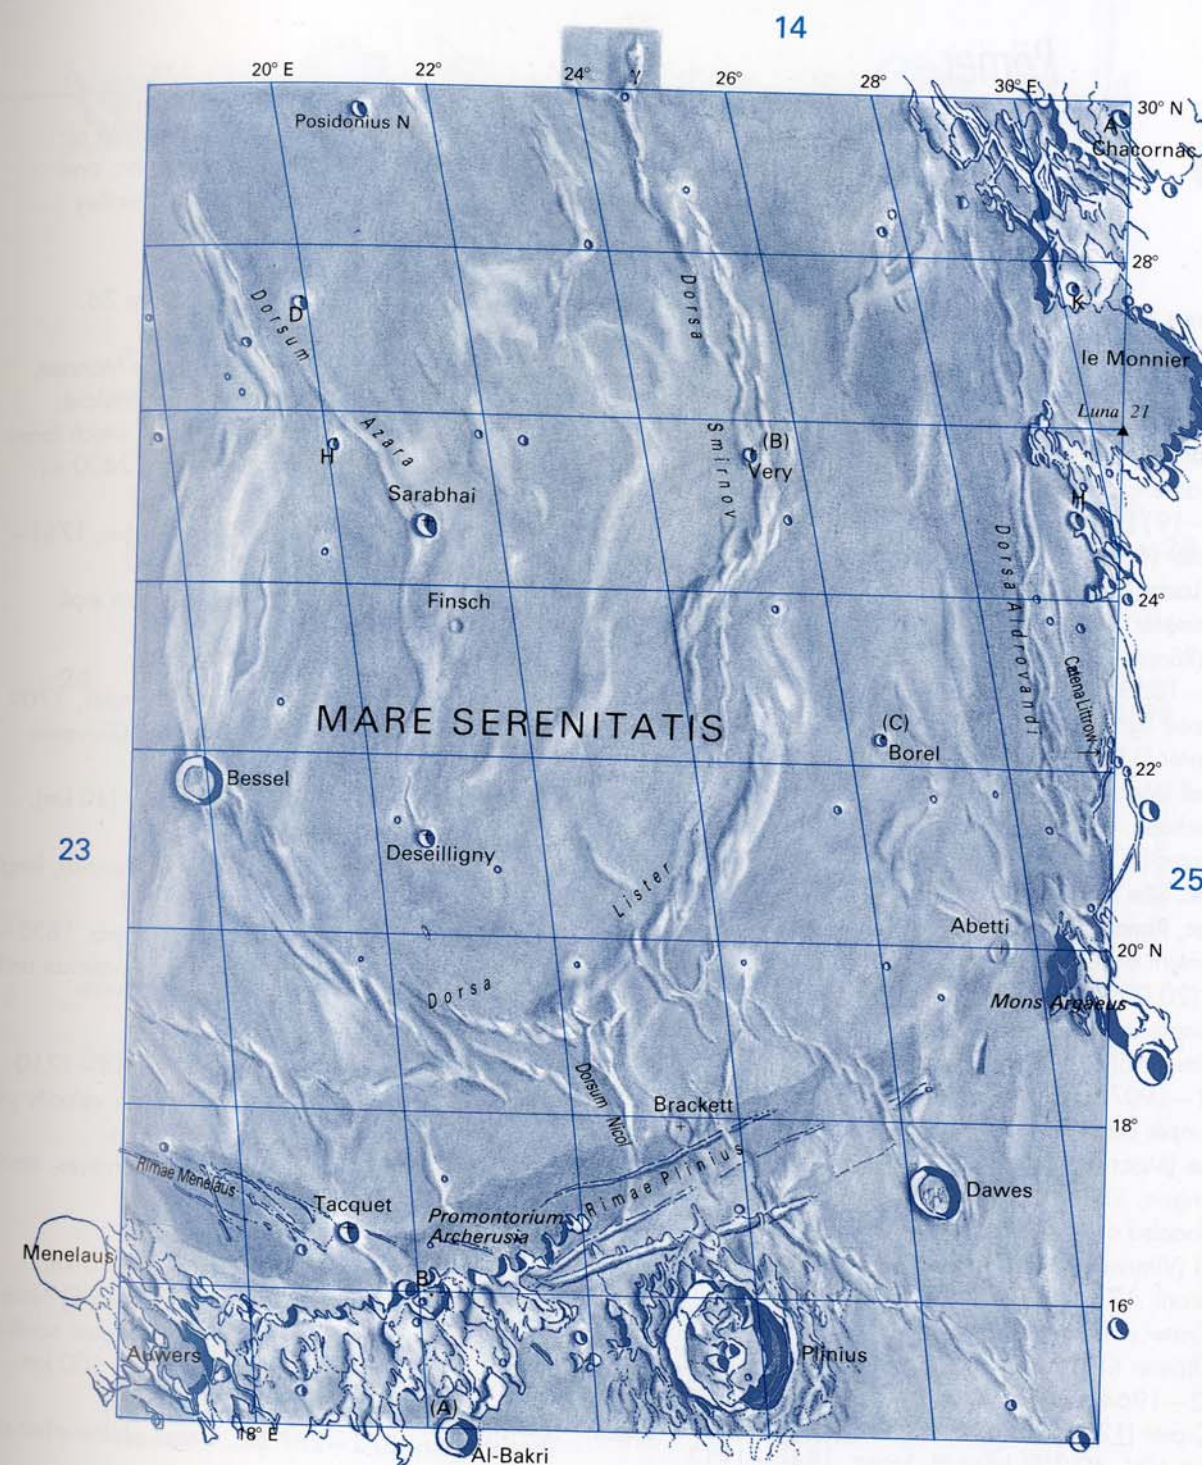 14
20° E
22°
24°
γ
26°
28°
30° E
30° N
Posidonius N
A
Chacornac
28°
D
K
Dorsum
Azara
Dorsa
Smirnov
le Monnier
Luna 21
H
(B)
Very
Sarabhai
H
Finsch
24°
Dorsa Aldrovandi
Catena Littrow
MARE SERENITATIS
(C)
Borel
Bessel
22°
23
Deseilligny
25
Lister
Abetti
20° N
Dorsa
Mons Argaeus
Dorsum Nicol
Brackett
18°
Rimae Menelaus
Rimae Plinius
Tacquet
Promontorium
Archerusia
Dawes
Menelaus
B
16°
Auwers
Plinius
(A)
18° E
Al-Bakri